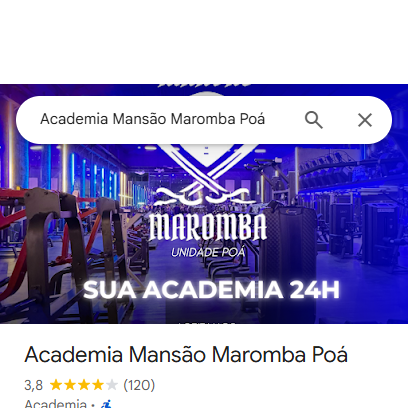 Academia Mansão Maromba Poá
MAROMBA
UNIDADE POÁ
SUA ACADEMIA 24H
Academia Mansão Maromba Poá
3,8 (120)
Academia ·